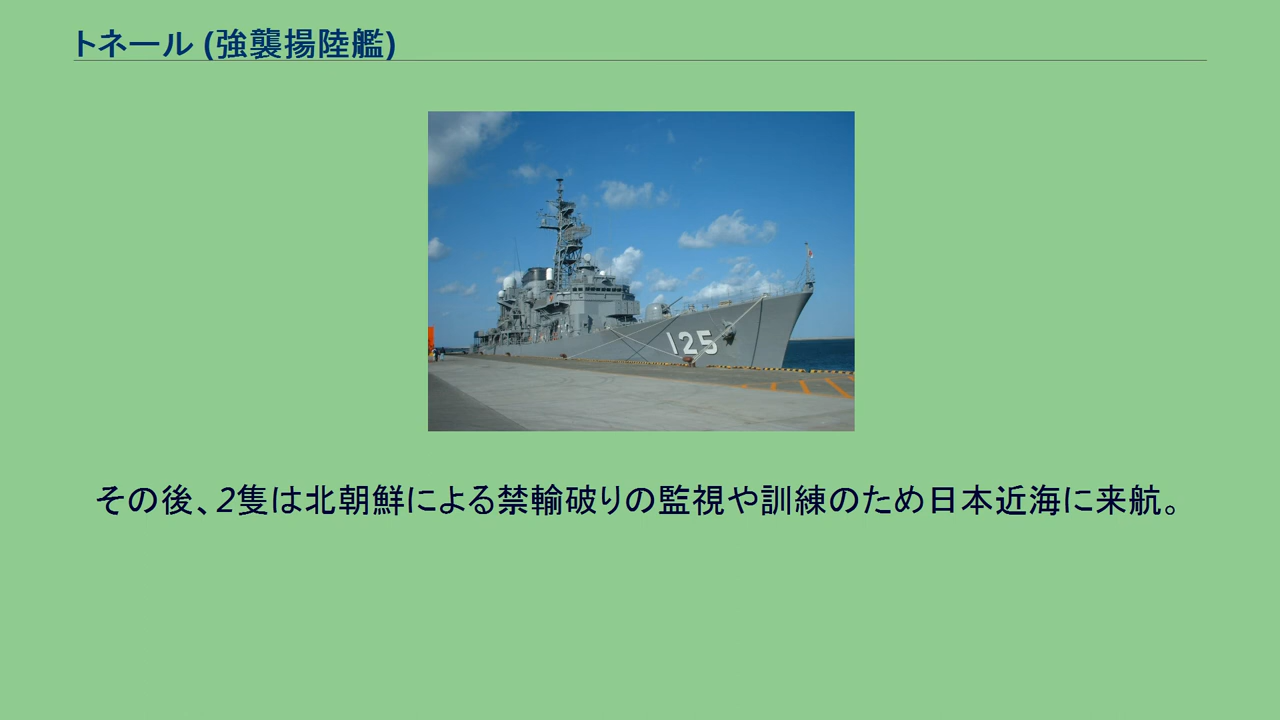 トネール (強襲揚陸艦)
125
その後、2隻は北朝鮮による禁輸破りの監視や訓練のため日本近海に来航。